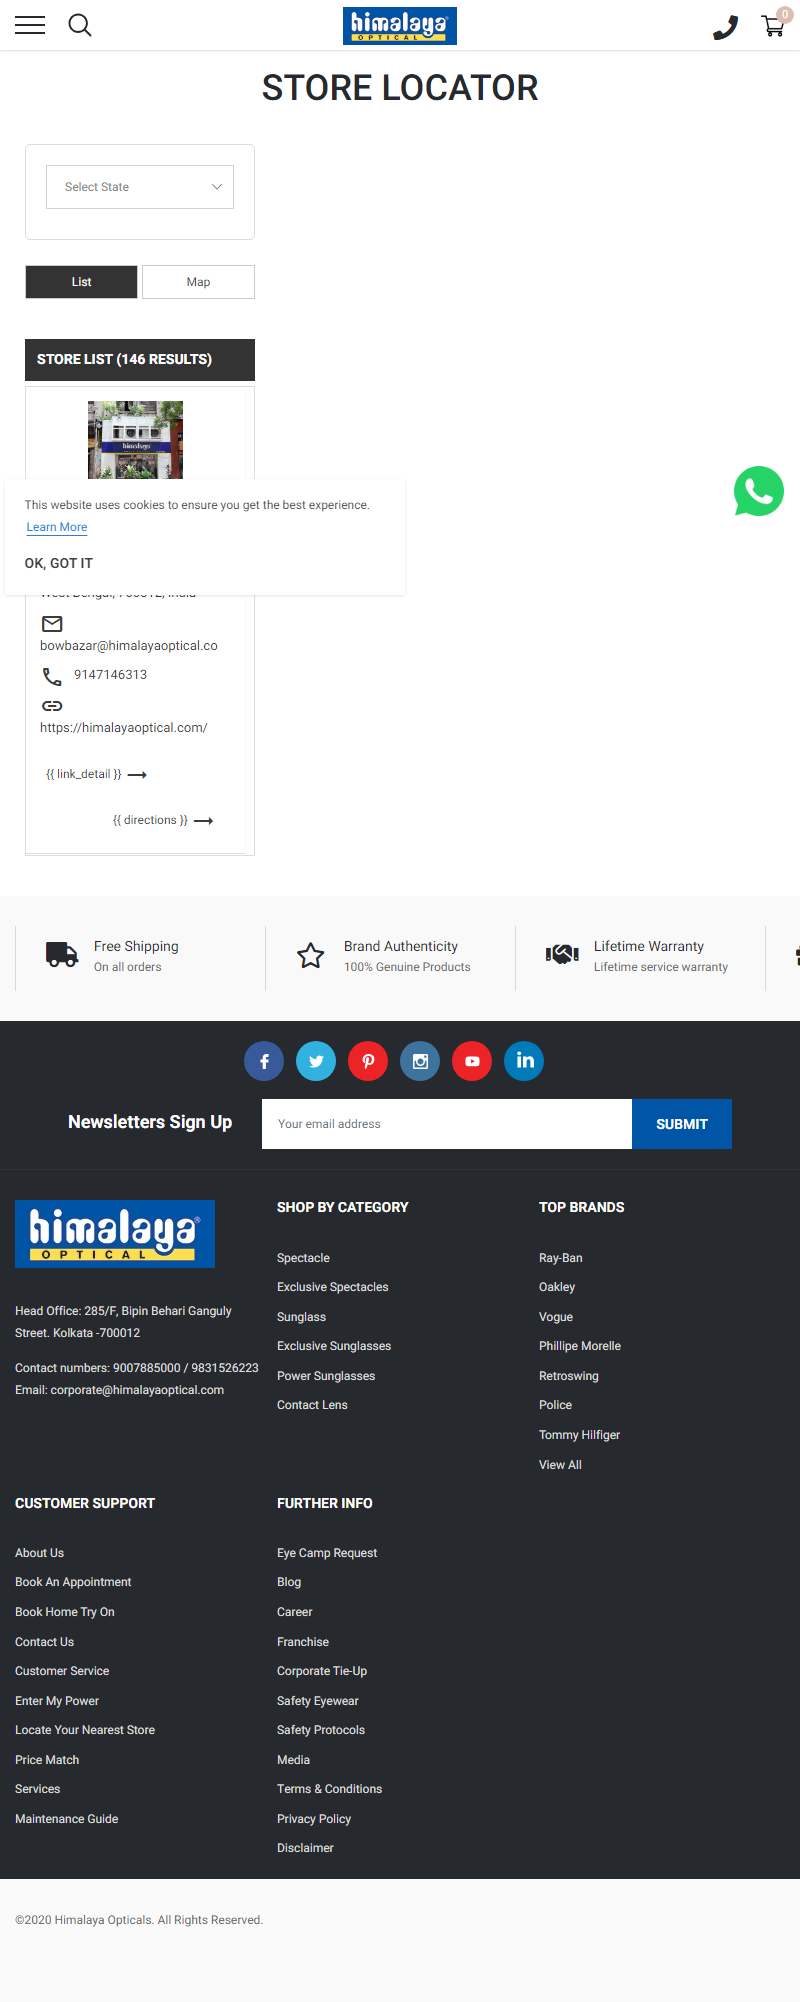 himalaya
OPTICAL
0
STORE LOCATOR
Select State
List
Map
STORE LIST (146 RESULTS)
himalaya
This website uses cookies to ensure you get the best experience.
Learn More
OK, GOT IT
West Bengal, 700012, India
bowbazar@himalayaoptical.co
9147146313
https://himalayaoptical.com/
{{ link_detail }}
{{ directions }}
Free Shipping
On all orders
Brand Authenticity
100% Genuine Products
Lifetime Warranty
Lifetime service warranty
Newsletters Sign Up
Your email address
SUBMIT
himalaya®
OPTICAL
Head Office: 285/F, Bipin Behari Ganguly
Street. Kolkata -700012
Contact numbers: 9007885000 / 9831526223
Email: corporate@himalayaoptical.com
SHOP BY CATEGORY
Spectacle
Exclusive Spectacles
Sunglass
Exclusive Sunglasses
Power Sunglasses
Contact Lens
TOP BRANDS
Ray-Ban
Oakley
Vogue
Phillipe Morelle
Retroswing
Police
Tommy Hilfiger
View All
CUSTOMER SUPPORT
About Us
Book An Appointment
Book Home Try On
Contact Us
Customer Service
Enter My Power
Locate Your Nearest Store
Price Match
Services
Maintenance Guide
FURTHER INFO
Eye Camp Request
Blog
Career
Franchise
Corporate Tie-Up
Safety Eyewear
Safety Protocols
Media
Terms & Conditions
Privacy Policy
Disclaimer
©2020 Himalaya Opticals. All Rights Reserved.